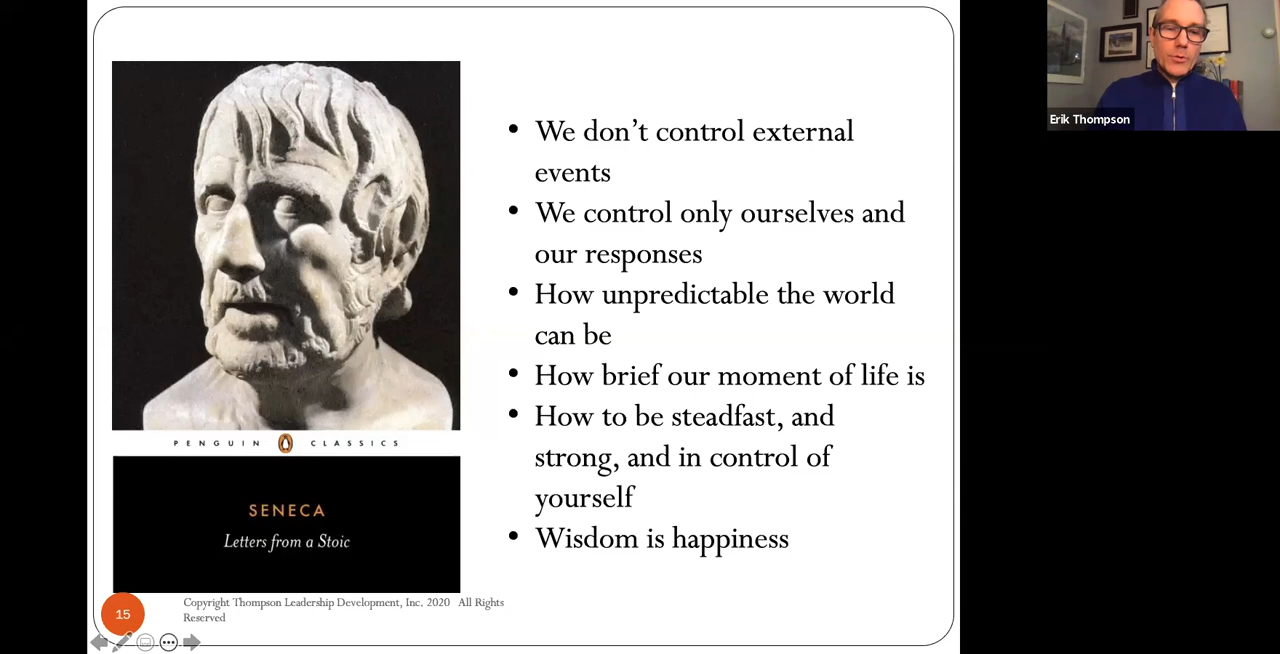 • We don’t control external
events
• We control only ourselves and
our responses
• How unpredictable the world
can be
• How brief our moment of life is
• How to be steadfast, and
strong, and in control of
yourself
• Wisdom is happiness
PENGUIN CLASSICS
SENECA
Letters from a Stoic
15
Copyright Thompson Leadership Development, Inc. 2020 All Rights
Reserved
Erik Thompson